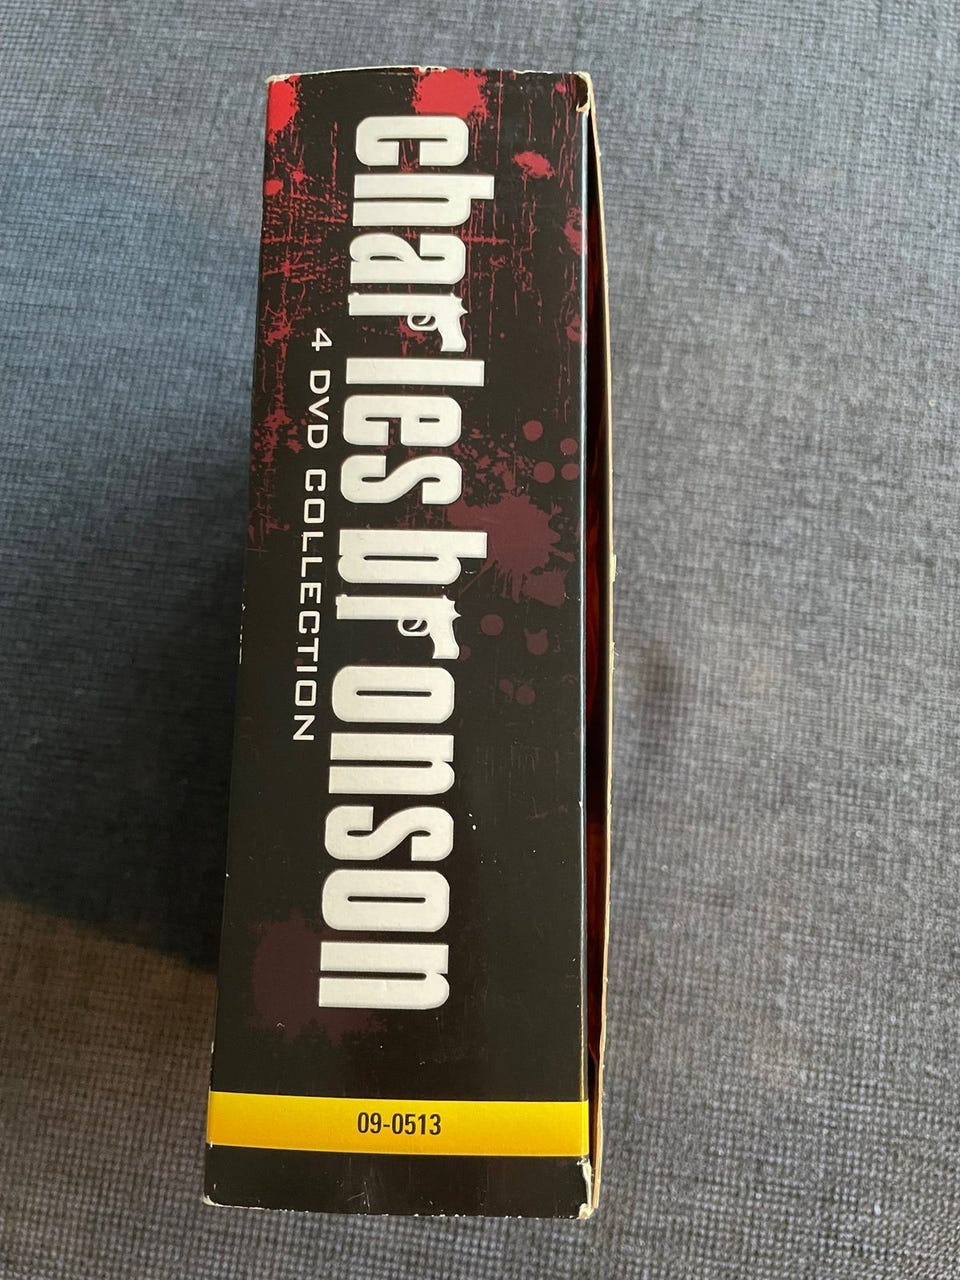 charles bronson
4 DVD COLLECTION
09-0513